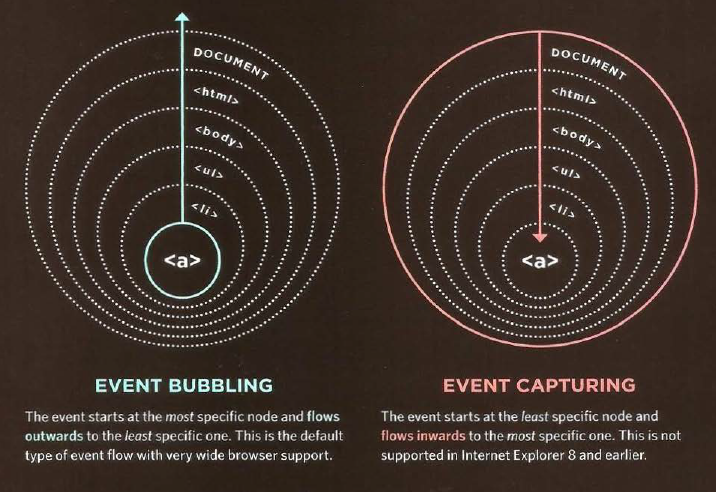 DOCUMENT
<html>
<body>
<ul>
<li>
<a>
EVENT BUBBLING
The event starts at the most specific node and flows
outwards to the least specific one. This is the default
type of event flow with very wide browser support.
DOCUMENT
<html>
<body>
<ul>
<li>
<a>
EVENT CAPTURING
The event starts at the least specific node and
flows inwards to the most specific one. This is not
supported in Internet Explorer 8 and earlier.